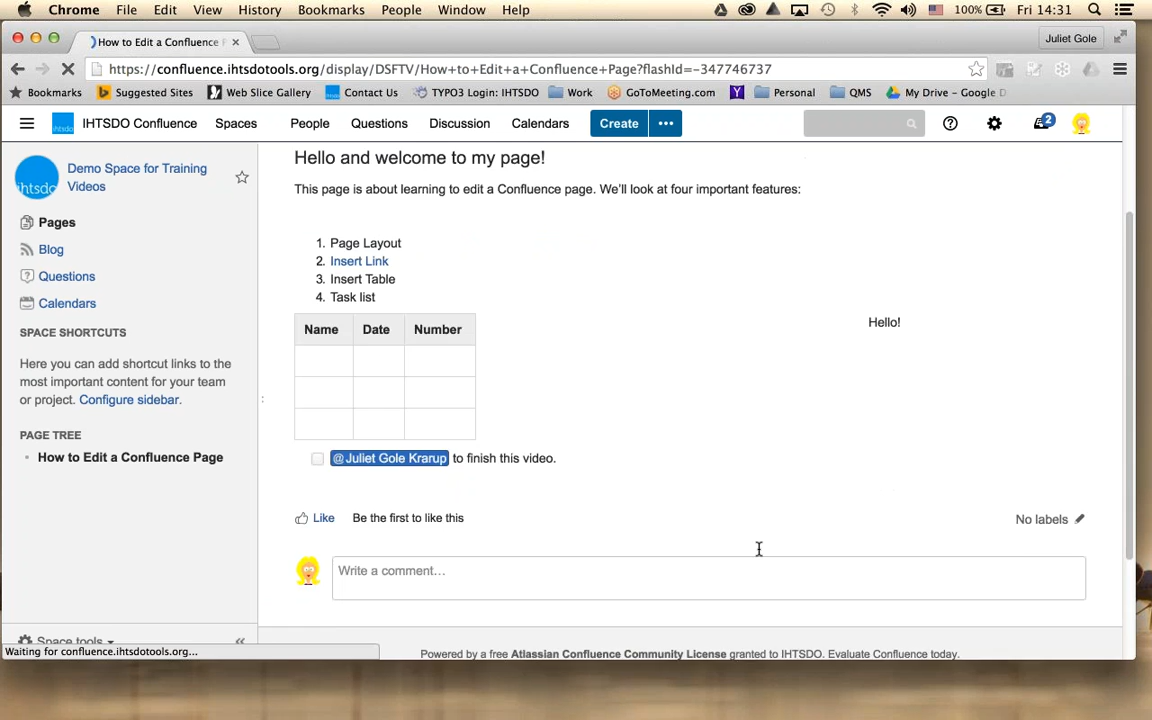 Chrome File Edit View History Bookmarks People Window Help 100% Fri 14:31
How to Edit a Confluence P Juliet Gole
https://confluence.ihtsdotools.org/display/DSFTV/How+to+Edit+a+Confluence+Page?flashId=-347746737
Bookmarks Suggested Sites Web Slice Gallery Contact Us TYPO3 Login: IHTSDO Work GoToMeeting.com Personal QMS My Drive - Google D
IHTSDO Confluence Spaces People Questions Discussion Calendars Create ••• 2
ihtsdo
Demo Space for Training
Videos
Pages
Blog
Questions
Calendars
SPACE SHORTCUTS
Here you can add shortcut links to the
most important content for your team
or project. Configure sidebar.
PAGE TREE
How to Edit a Confluence Page
Space tools
Hello and welcome to my page!
This page is about learning to edit a Confluence page. We'll look at four important features:
1. Page Layout
2. Insert Link
3. Insert Table
4. Task list
Name Date Number
Hello!
@Juliet Gole Krarup to finish this video.
Like Be the first to like this No labels
Write a comment…
Waiting for confluence.ihtsdotools.org...
Powered by a free Atlassian Confluence Community License granted to IHTSDO. Evaluate Confluence today.